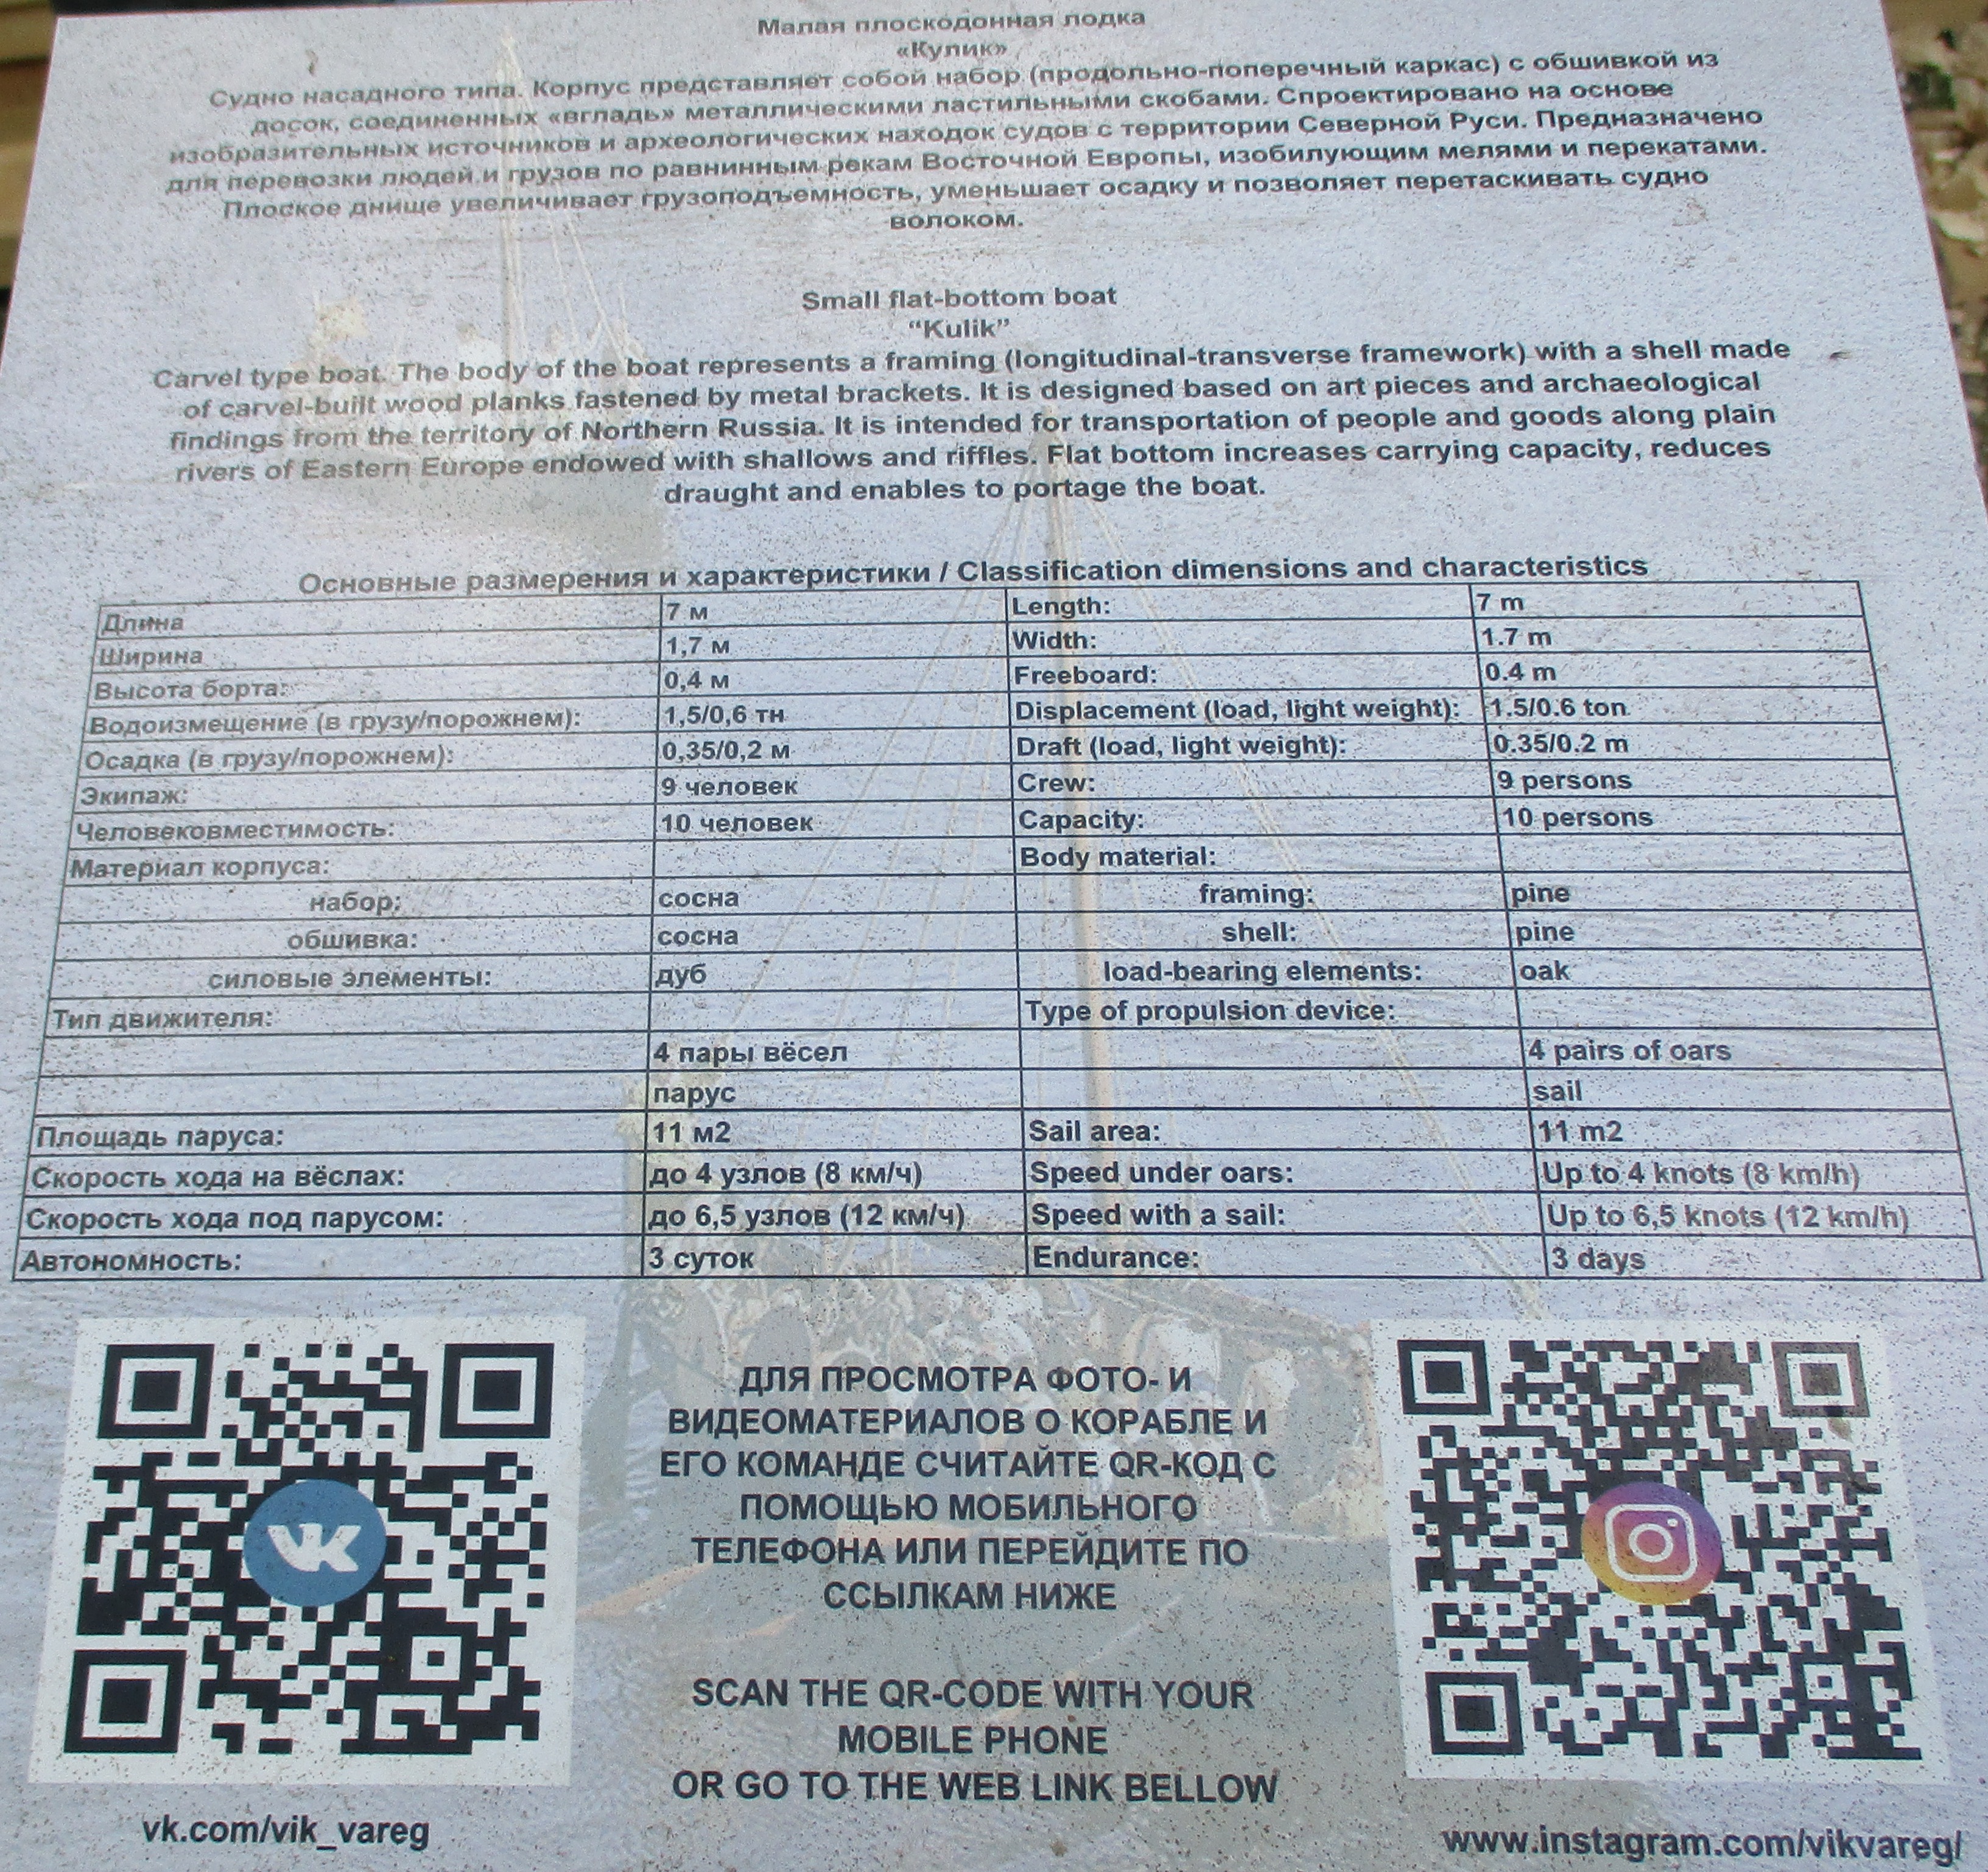 Малая плоскодонная лодка
«Кулик»
Судно насадного типа. Корпус представляет собой набор (продольно-поперечный каркас) с обшивкой из
досок, соединенных «вгладь» металлическими ластильными скобами. Спроектировано на основе
изобразительных источников и археологических находок судов с территории Северной Руси. Предназначено
для перевозки людей и грузов по равнинным рекам Восточной Европы, изобилующим мелями и перекатами.
Плоское днище увеличивает грузоподъемность, уменьшает осадку и позволяет перетаскивать судно
волоком.
Small flat-bottom boat
“Kulik”
Carvel type boat. The body of the boat represents a framing (longitudinal-transverse framework) with a shell made
of carvel-built wood planks fastened by metal brackets. It is designed based on art pieces and archaeological
findings from the territory of Northern Russia. It is intended for transportation of people and goods along plain
rivers of Eastern Europe endowed with shallows and riffles. Flat bottom increases carrying capacity, reduces
draught and enables to portage the boat.
Основные размерения и характеристики / Classification dimensions and characteristics
Длина 7 м Length: 7 m
Ширина 1,7 м Width: 1.7 m
Высота борта: 0,4 м Freeboard: 0.4 m
Водоизмещение (в грузу/порожнем): 1,5/0,6 тн Displacement (load, light weight): 1.5/0.6 ton
Осадка (в грузу/порожнем): 0,35/0,2 м Draft (load, light weight): 0.35/0.2 m
Экипаж: 9 человек Crew: 9 persons
Человековместимость: 10 человек Capacity: 10 persons
Материал корпуса: Body material:
набор: сосна framing: pine
обшивка: сосна shell: pine
силовые элементы: дуб load-bearing elements: oak
Тип движителя: Type of propulsion device:
4 пары вёсел 4 pairs of oars
парус sail
Площадь паруса: 11 м2 Sail area: 11 m2
Скорость хода на вёслах: до 4 узлов (8 км/ч) Speed under oars: Up to 4 knots (8 km/h)
Скорость хода под парусом: до 6,5 узлов (12 км/ч) Speed with a sail: Up to 6,5 knots (12 km/h)
Автономность: 3 суток Endurance: 3 days
ДЛЯ ПРОСМОТРА ФОТО- И
ВИДЕОМАТЕРИАЛОВ О КОРАБЛЕ И
ЕГО КОМАНДЕ СЧИТАЙТЕ QR-КОД С
ПОМОЩЬЮ МОБИЛЬНОГО
ТЕЛЕФОНА ИЛИ ПЕРЕЙДИТЕ ПО
ССЫЛКАМ НИЖЕ
SCAN THE QR-CODE WITH YOUR
MOBILE PHONE
OR GO TO THE WEB LINK BELLOW
vk.com/vik_vareg
www.instagram.com/vikvareg/